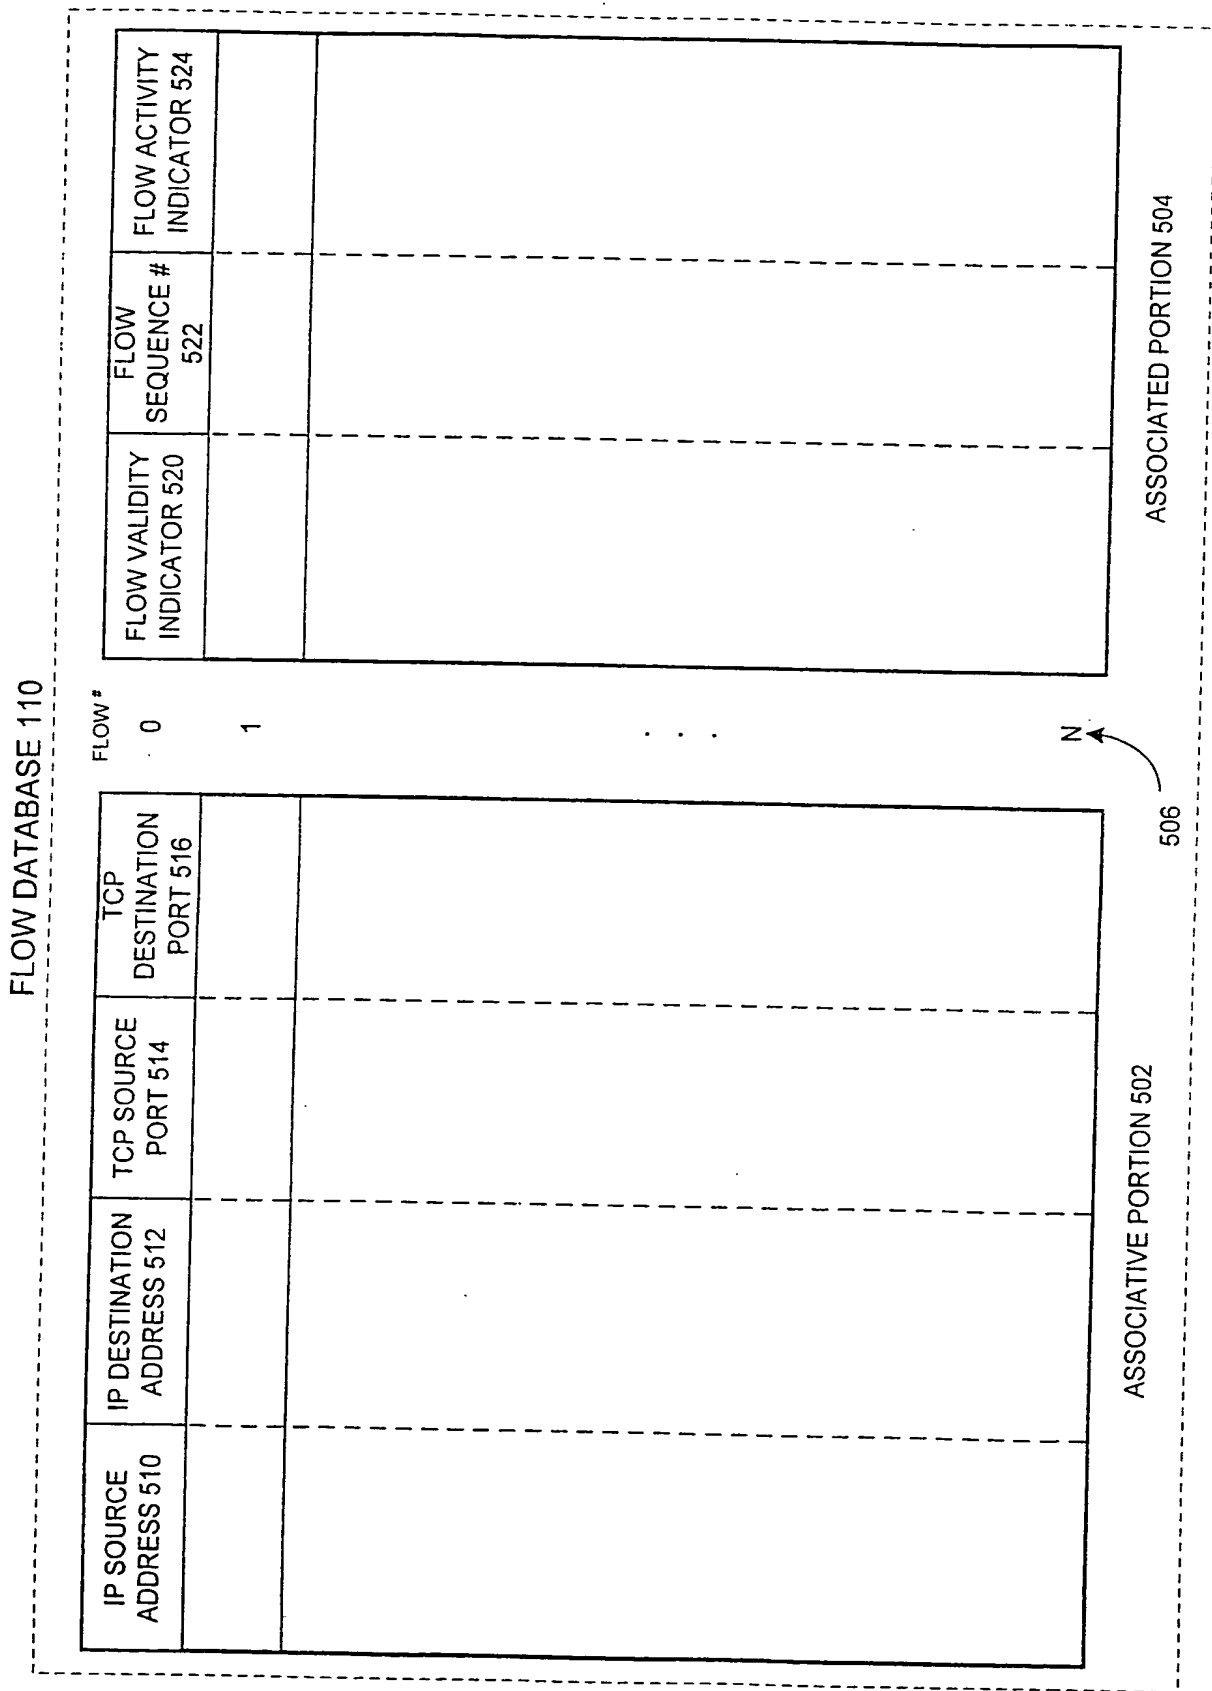 FLOW DATABASE 110
IP SOURCE
ADDRESS 510
IP DESTINATION
ADDRESS 512
TCP SOURCE
PORT 514
TCP
DESTINATION
PORT 516
FLOW #
0
1
. . .
N
506
FLOW VALIDITY
INDICATOR 520
FLOW
SEQUENCE #
522
FLOW ACTIVITY
INDICATOR 524
ASSOCIATIVE PORTION 502
ASSOCIATED PORTION 504